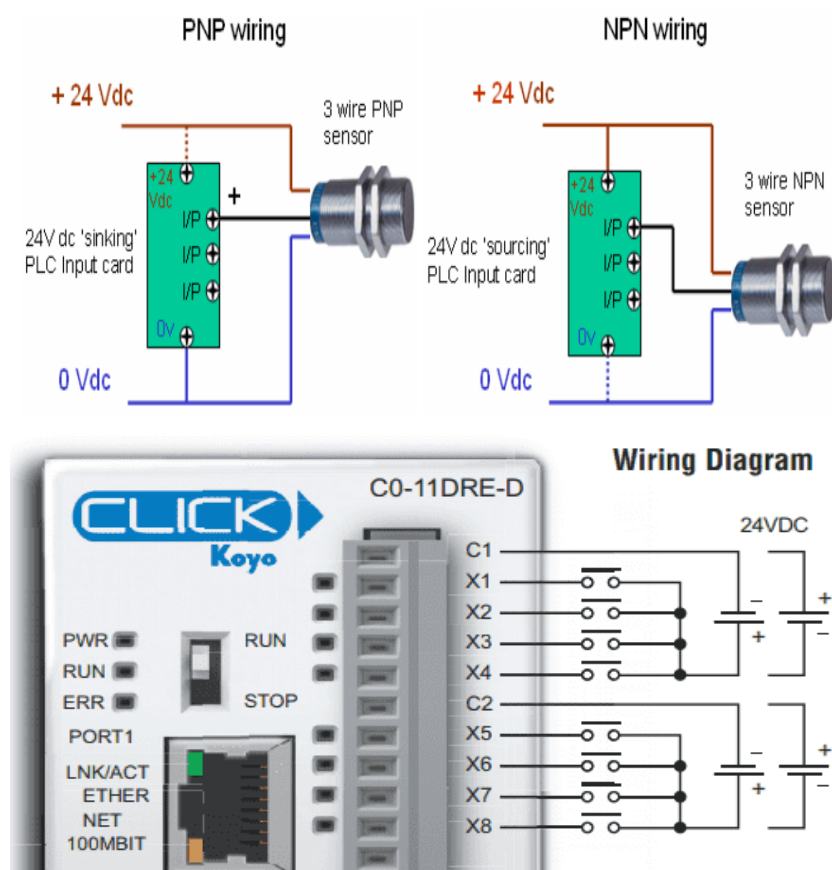 PNP wiring
+ 24 Vdc
3 wire PNP
sensor
+24
Vdc
+
I/P
I/P
I/P
24V dc 'sinking'
PLC Input card
0v
0 Vdc
NPN wiring
+ 24 Vdc
3 wire NPN
sensor
+24
Vdc
I/P
I/P
I/P
24V dc 'sourcing'
PLC Input card
0v
0 Vdc
CLICK
Koyo
C0-11DRE-D
PWR
RUN
ERR
RUN
STOP
PORT1
LNK/ACT
ETHER
NET
100MBIT
Wiring Diagram
24VDC
C1
X1
X2
X3
X4
– +
+ –
C2
X5
X6
X7
X8
– +
+ –